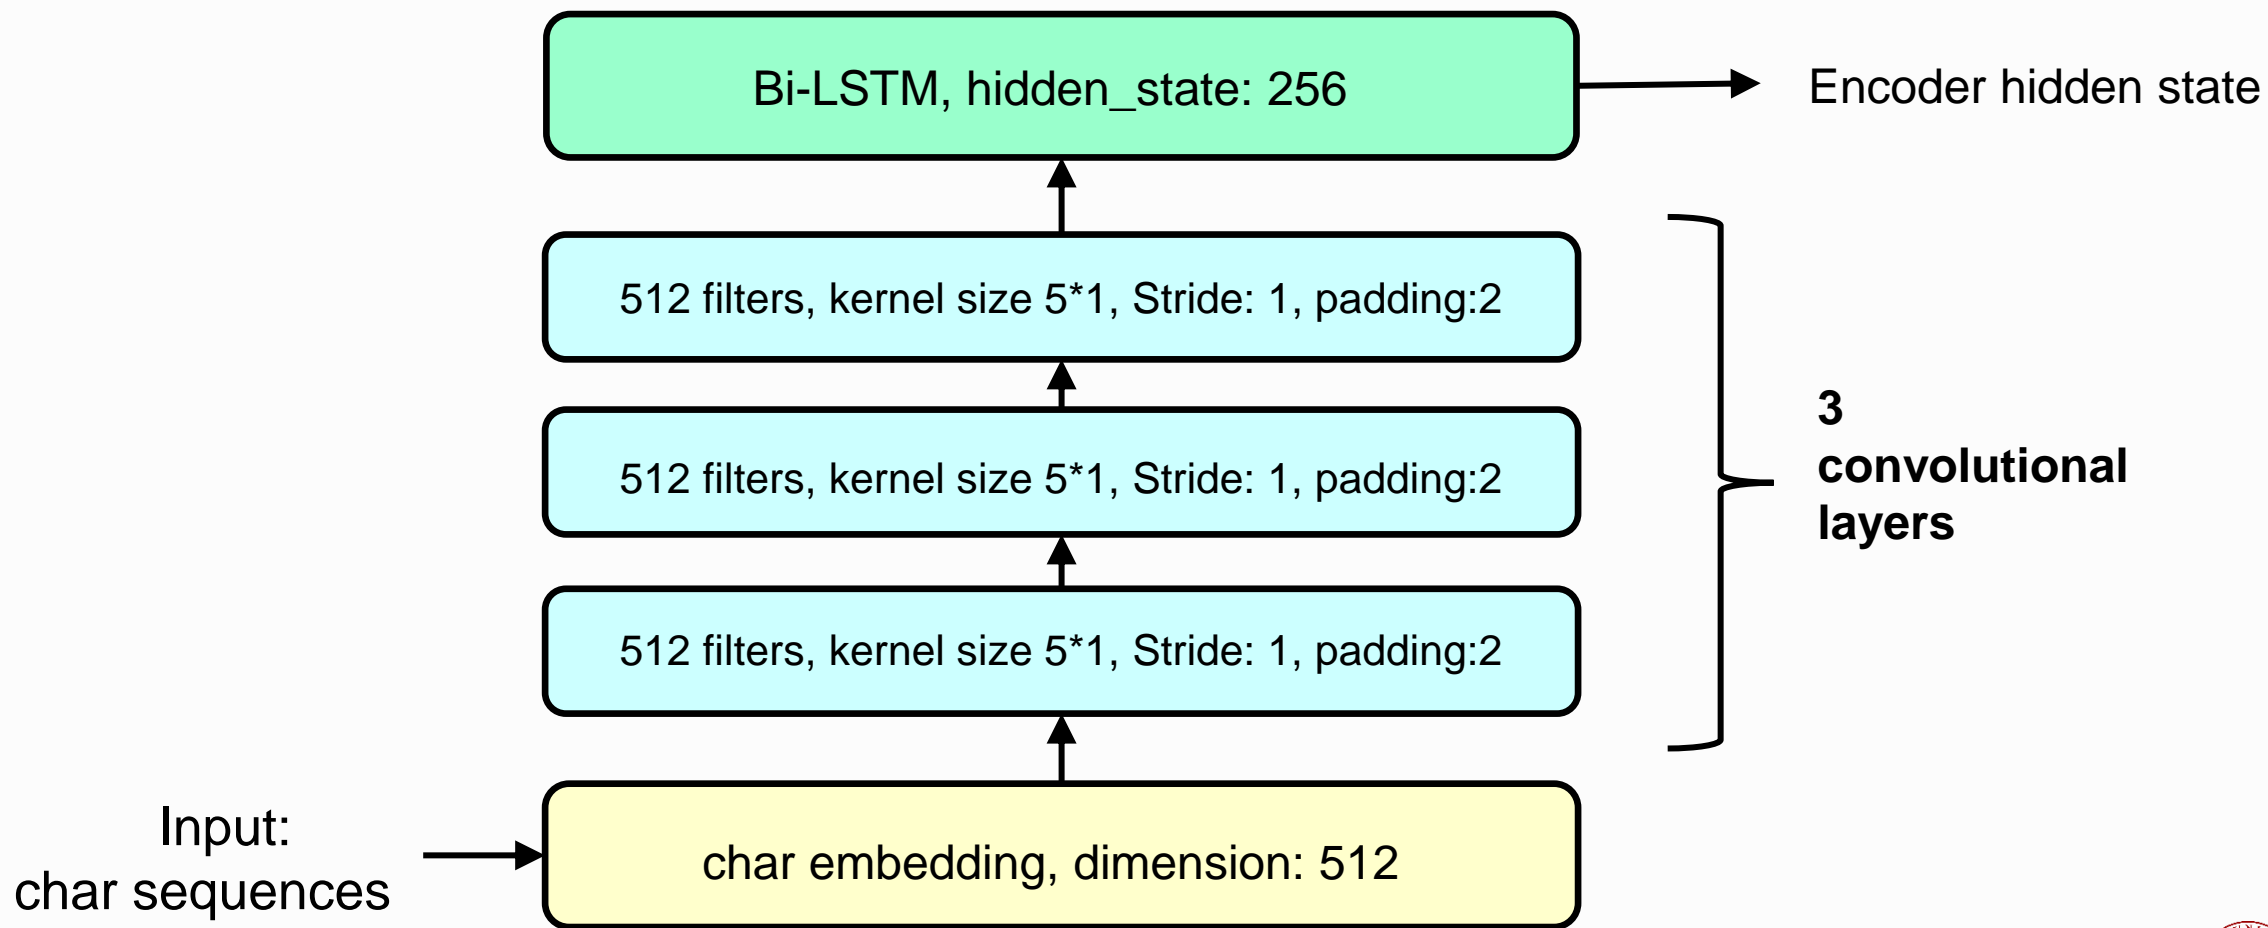 Bi-LSTM, hidden_state: 256
Encoder hidden state
512 filters, kernel size 5*1, Stride: 1, padding:2
512 filters, kernel size 5*1, Stride: 1, padding:2
512 filters, kernel size 5*1, Stride: 1, padding:2
3
convolutional
layers
Input:
char sequences
char embedding, dimension: 512